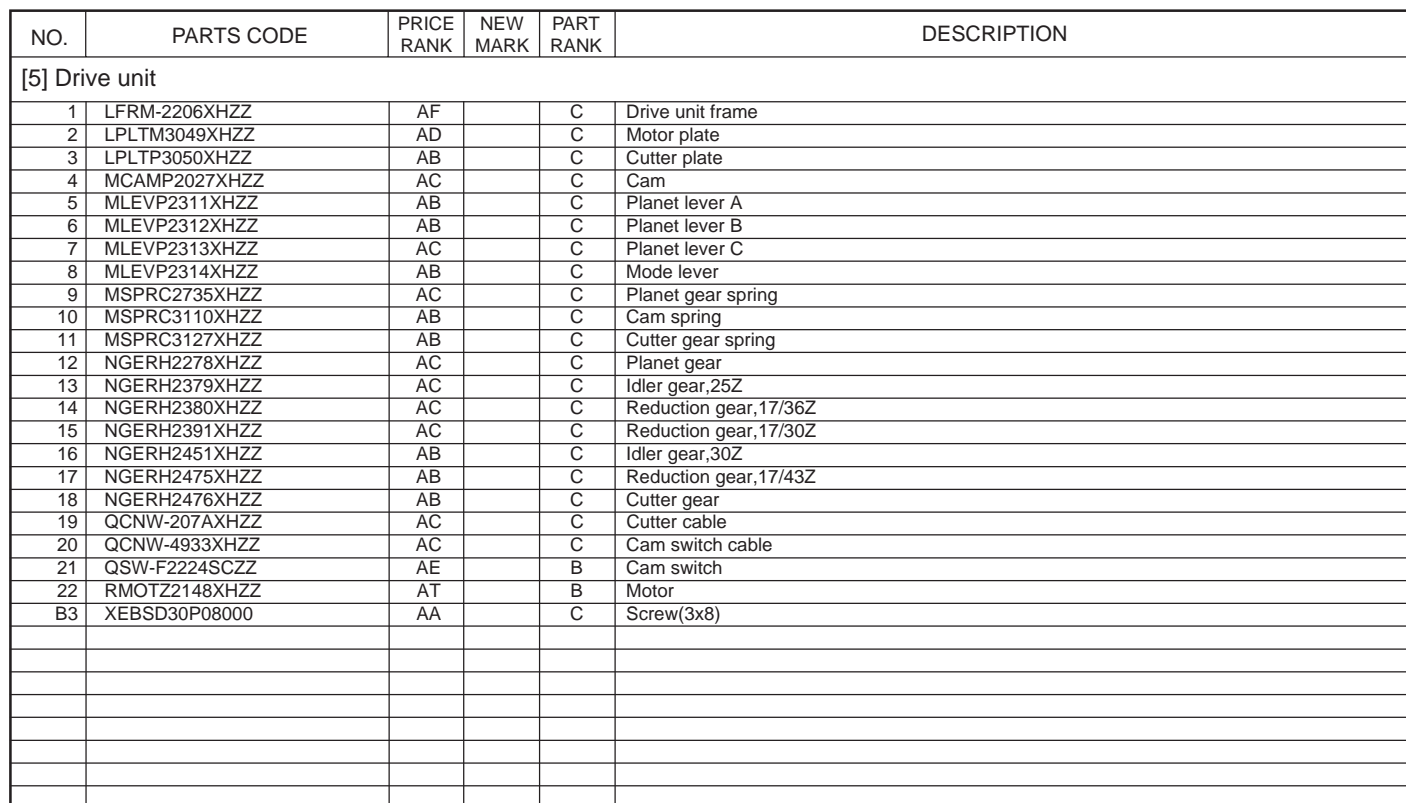 NO. PARTS CODE PRICE RANK NEW MARK PART RANK DESCRIPTION
[5] Drive unit
1 LFRM-2206XHZZ AF C Drive unit frame
2 LPLTM3049XHZZ AD C Motor plate
3 LPLTP3050XHZZ AB C Cutter plate
4 MCAMP2027XHZZ AC C Cam
5 MLEVP2311XHZZ AB C Planet lever A
6 MLEVP2312XHZZ AB C Planet lever B
7 MLEVP2313XHZZ AC C Planet lever C
8 MLEVP2314XHZZ AB C Mode lever
9 MSPRC2735XHZZ AC C Planet gear spring
10 MSPRC3110XHZZ AB C Cam spring
11 MSPRC3127XHZZ AB C Cutter gear spring
12 NGERH2278XHZZ AC C Planet gear
13 NGERH2379XHZZ AC C Idler gear,25Z
14 NGERH2380XHZZ AC C Reduction gear,17/36Z
15 NGERH2391XHZZ AC C Reduction gear,17/30Z
16 NGERH2451XHZZ AB C Idler gear,30Z
17 NGERH2475XHZZ AB C Reduction gear,17/43Z
18 NGERH2476XHZZ AB C Cutter gear
19 QCNW-207AXHZZ AC C Cutter cable
20 QCNW-4933XHZZ AC C Cam switch cable
21 QSW-F2224SCZZ AE B Cam switch
22 RMOTZ2148XHZZ AT B Motor
B3 XEBSD30P08000 AA C Screw(3x8)